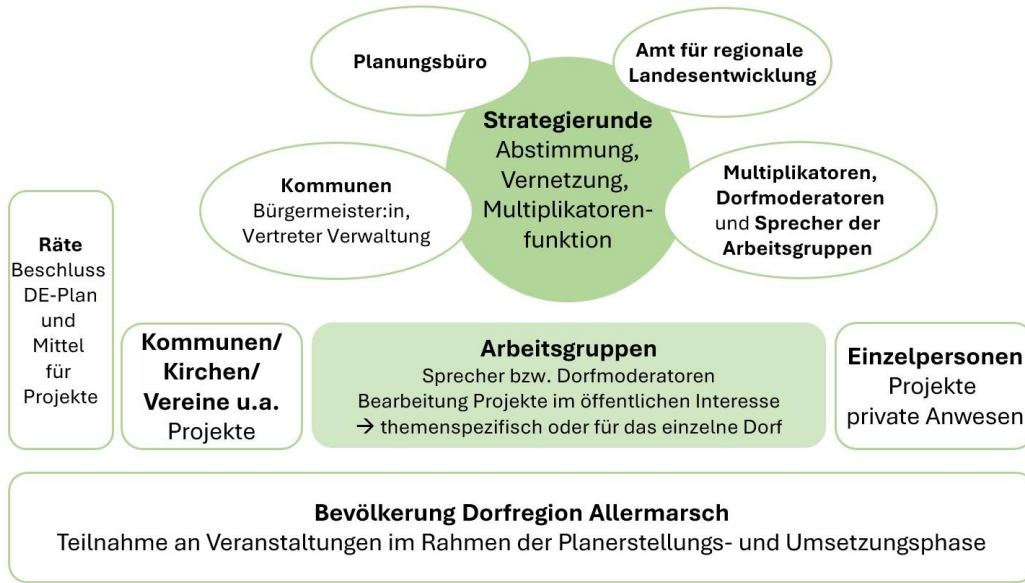 Planungsbüro
Amt für regionale
Landesentwicklung
Strategierunde
Abstimmung,
Vernetzung,
Multiplikatoren-
funktion
Kommunen
Bürgermeister:in,
Vertreter Verwaltung
Multiplikatoren,
Dorfmoderatoren
und Sprecher der
Arbeitsgruppen
Räte
Beschluss
DE-Plan
und
Mittel
für
Projekte
Kommunen/
Kirchen/
Vereine u.a.
Projekte
Arbeitsgruppen
Sprecher bzw. Dorfmoderatoren
Bearbeitung Projekte im öffentlichen Interesse
→ themenspezifisch oder für das einzelne Dorf
Einzelpersonen
Projekte
private Anwesen
Bevölkerung Dorfregion Allermarsch
Teilnahme an Veranstaltungen im Rahmen der Planerstellungs- und Umsetzungsphase